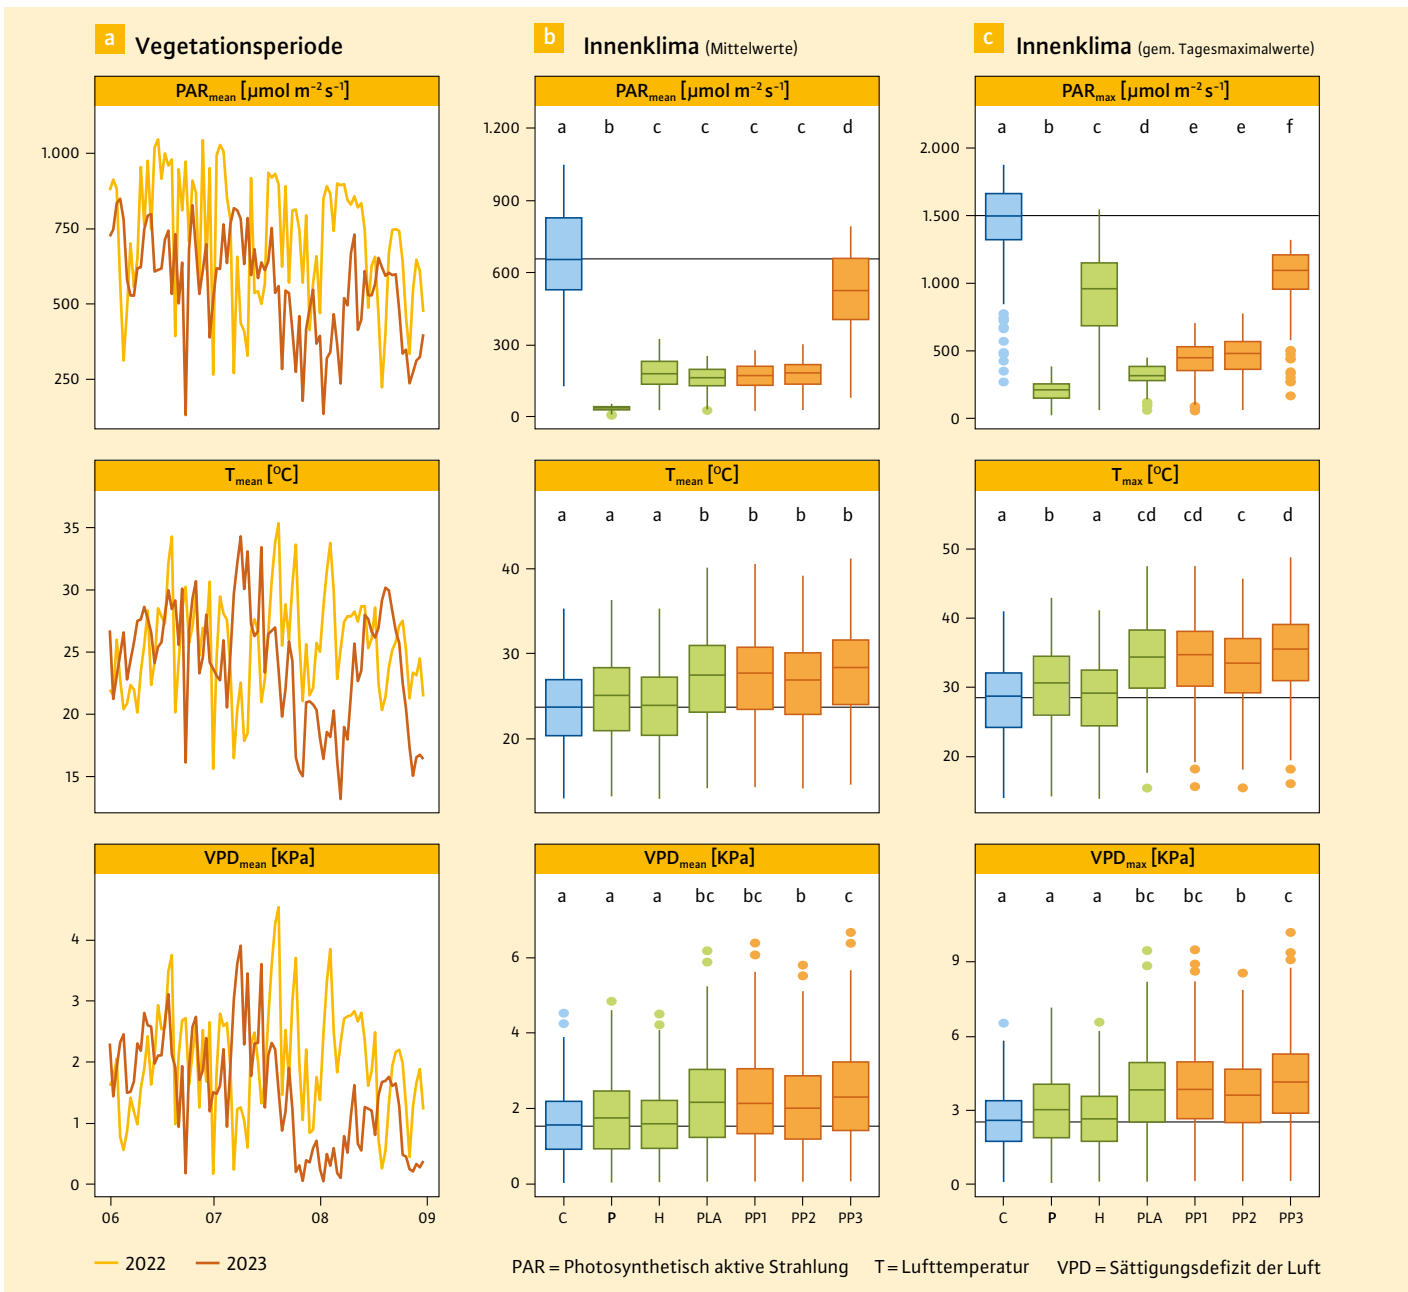 a Vegetationsperiode
b Innenklima (Mittelwerte)
c Innenklima (gem. Tagesmaximalwerte)
PARmean [µmol m⁻² s⁻¹]
1.000
750
500
250
PARmean [µmol m⁻² s⁻¹]
a b c c c c d
1.200
900
600
300
0
PARmax [µmol m⁻² s⁻¹]
a b c d e e f
2.000
1.500
1.000
500
0
Tmean [ºC]
35
30
25
20
15
Tmean [ºC]
a a a b b b b
40
30
20
Tmax [ºC]
a b a cd cd c d
50
40
30
20
VPDmean [KPa]
4
3
2
1
0
06 07 08 09
VPDmean [KPa]
a a a bc bc b c
6
4
2
0
C P H PLA PP1 PP2 PP3
VPDmax [KPa]
a a a bc bc b c
9
6
3
0
C P H PLA PP1 PP2 PP3
2022 2023
PAR = Photosynthetisch aktive Strahlung T = Lufttemperatur VPD = Sättigungsdefizit der Luft